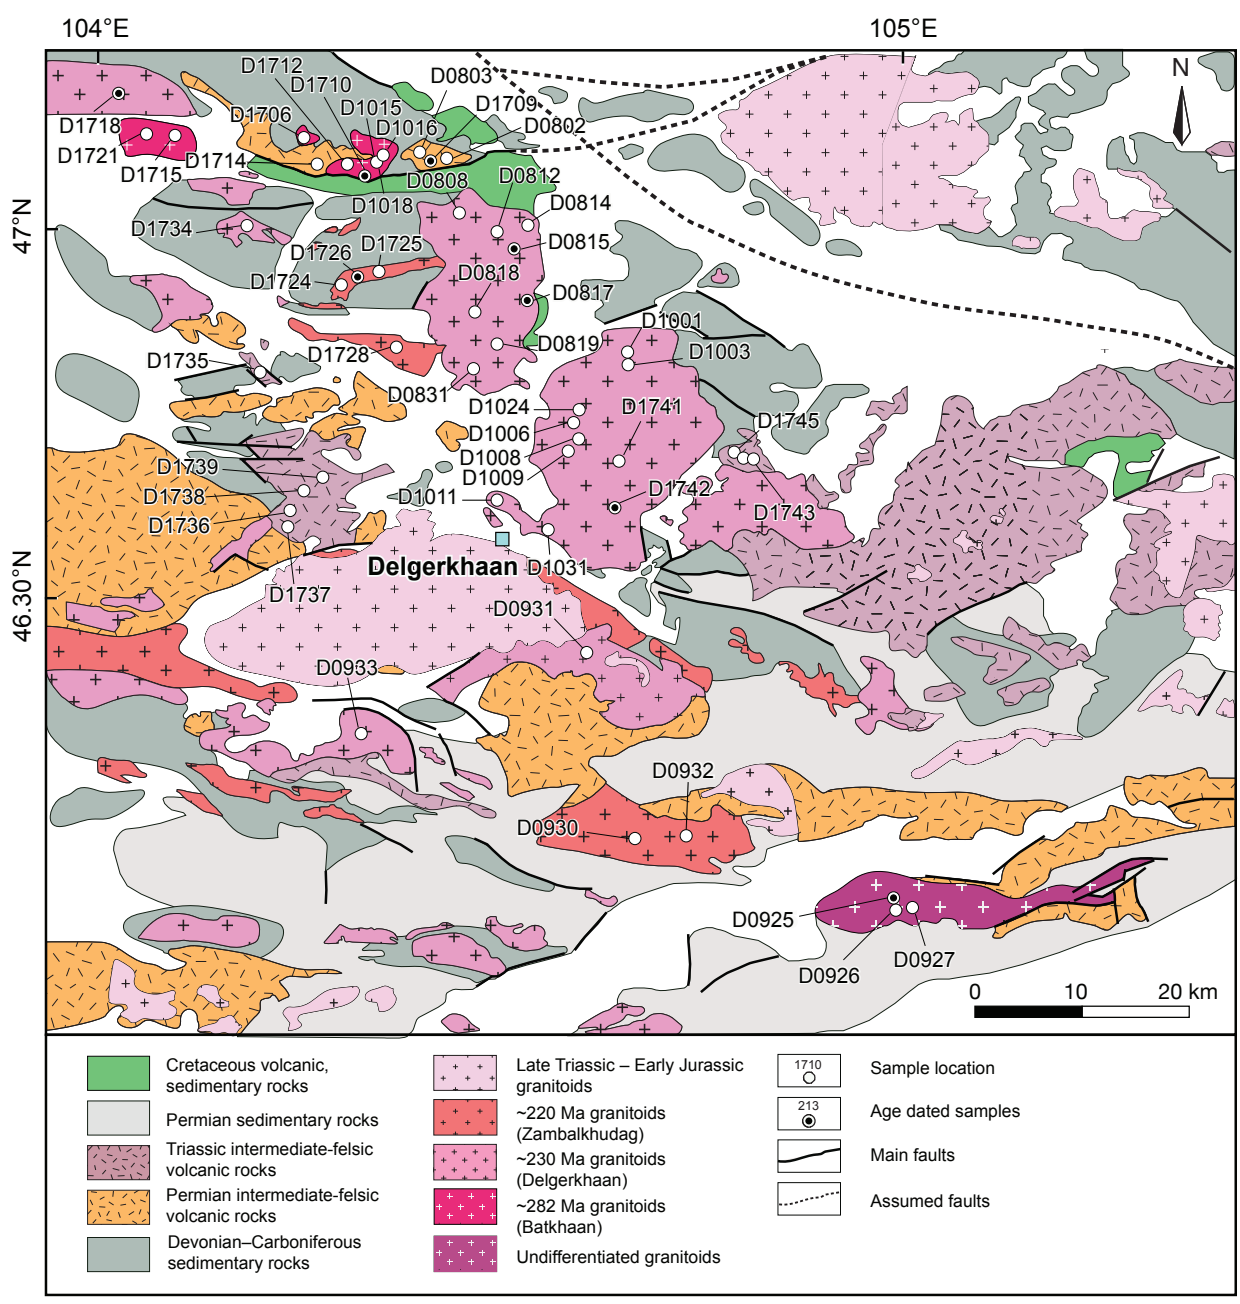 104°E
105°E
D1712
D1710
D0803
D1015
D1709
D1706
D1016
D0802
D1718
N
D1721
D1714
D1715
D0808
D0812
D1018
D0814
47°N
D1734
D1725
D0815
D1726
D1724
D0818
D0817
D1001
D0819
D1003
D1728
D1735
D0831
D1024
D1741
D1745
D1006
D1008
D1739
D1009
D1738
D1011
D1742
D1736
D1743
Delgerkhaan
D1031
46.30°N
D1737
D0931
D0933
D0932
D0930
D0925
D0926
D0927
0 10 20 km
Cretaceous volcanic,
sedimentary rocks
Permian sedimentary rocks
Triassic intermediate-felsic
volcanic rocks
Permian intermediate-felsic
volcanic rocks
Devonian–Carboniferous
sedimentary rocks
Late Triassic – Early Jurassic
granitoids
~220 Ma granitoids
(Zambalkhudag)
~230 Ma granitoids
(Delgerkhaan)
~282 Ma granitoids
(Batkhaan)
Undifferentiated granitoids
1710
Sample location
213
Age dated samples
Main faults
Assumed faults